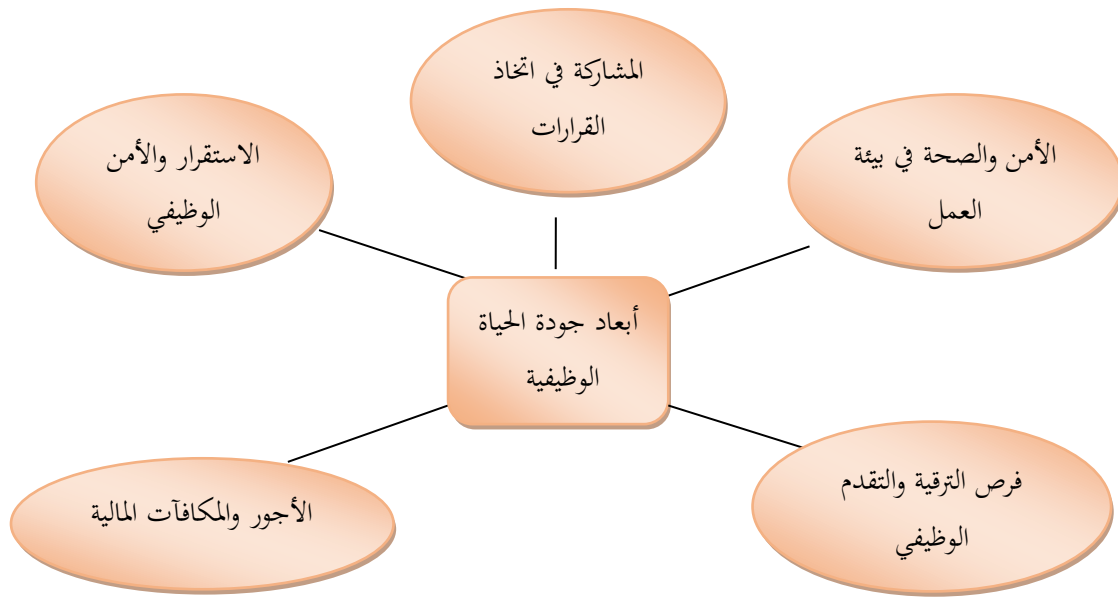 المشاركة في اتخاذ
القرارات
الأمن والصحة في بيئة
العمل
الاستقرار والأمن
الوظيفي
أبعاد جودة الحياة
الوظيفية
فرص الترقية والتقدم
الوظيفي
الأجور والمكافآت المالية